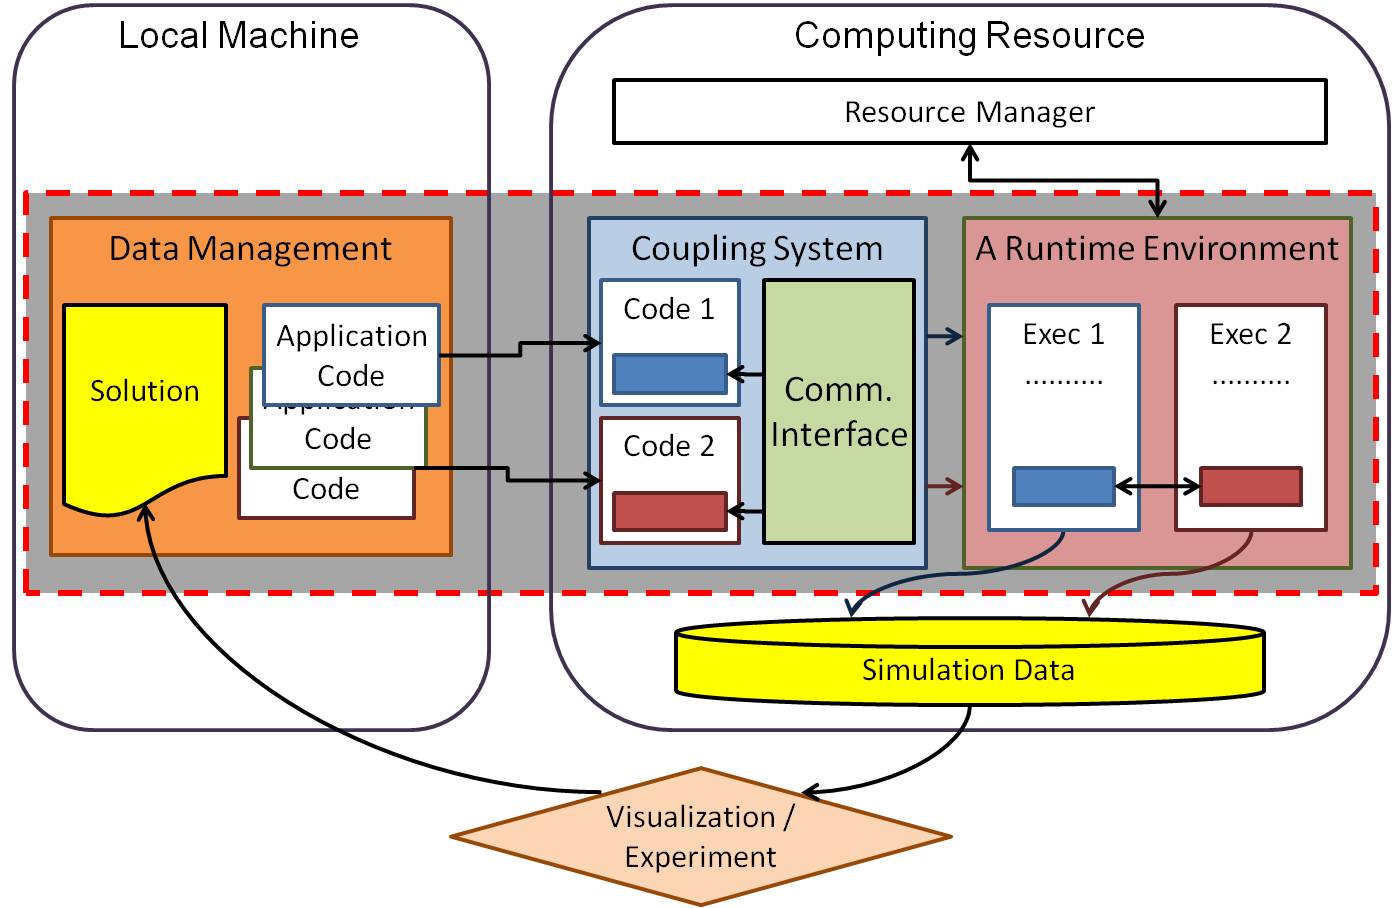 Local Machine
Computing Resource
Resource Manager
Data Management
Solution
Application
Code
Application
Code
Code
Coupling System
Code 1
Code 2
Comm.
Interface
A Runtime Environment
Exec 1
..........
Exec 2
..........
Simulation Data
Visualization /
Experiment